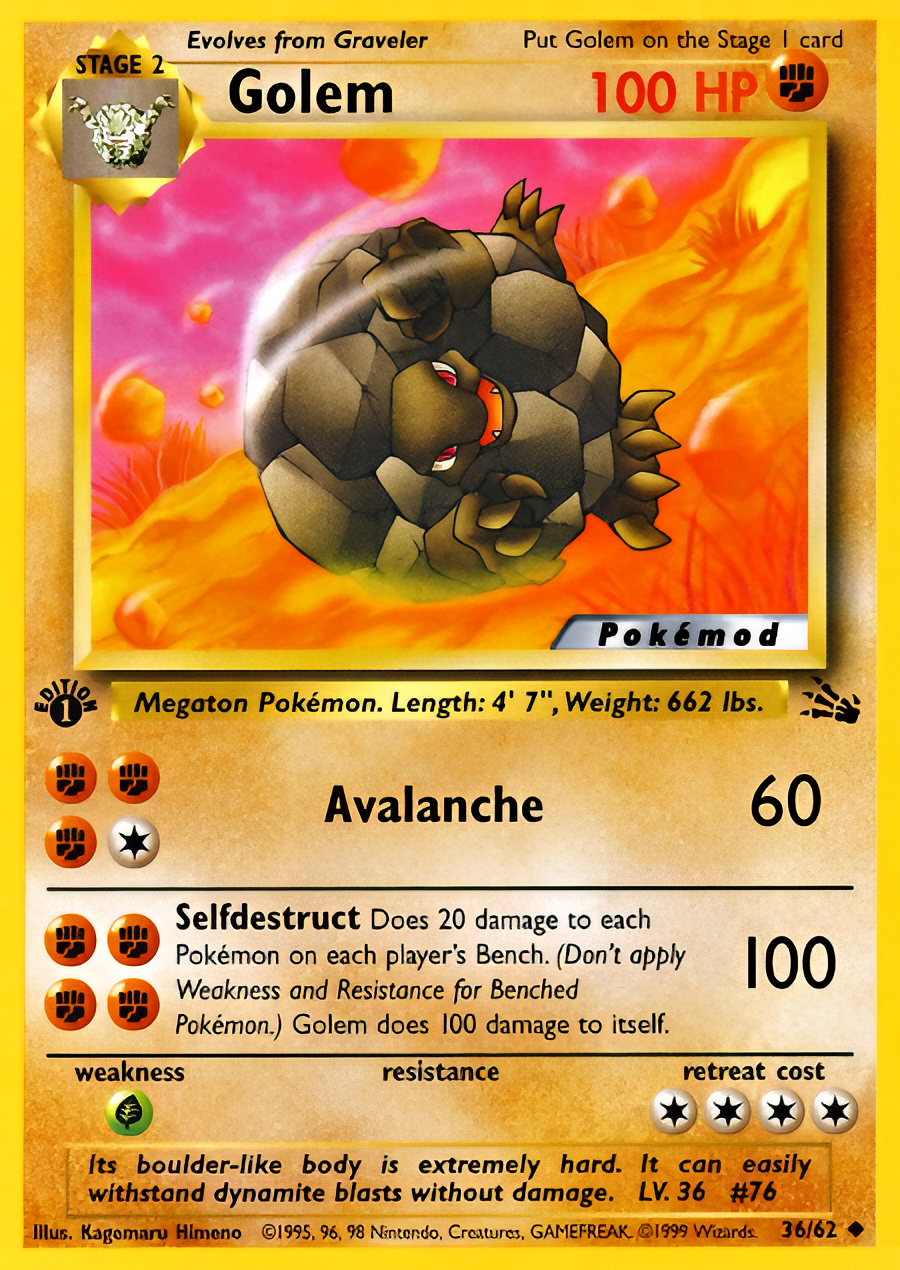 Evolves from Graveler
Put Golem on the Stage 1 card
STAGE 2
Golem
100 HP
Pokémod
EDITION
1
Megaton Pokémon. Length: 4' 7", Weight: 662 lbs.
Avalanche
60
Selfdestruct Does 20 damage to each
Pokémon on each player's Bench. (Don't apply
Weakness and Resistance for Benched
Pokémon.) Golem does 100 damage to itself.
100
weakness
resistance
retreat cost
Its boulder-like body is extremely hard. It can easily
withstand dynamite blasts without damage. LV. 36 #76
Illus. Kagemaru Himeno ©1995, 96, 98 Nintendo, Creatures, GAMEFREAK. ©1999 Wizards. 36/62